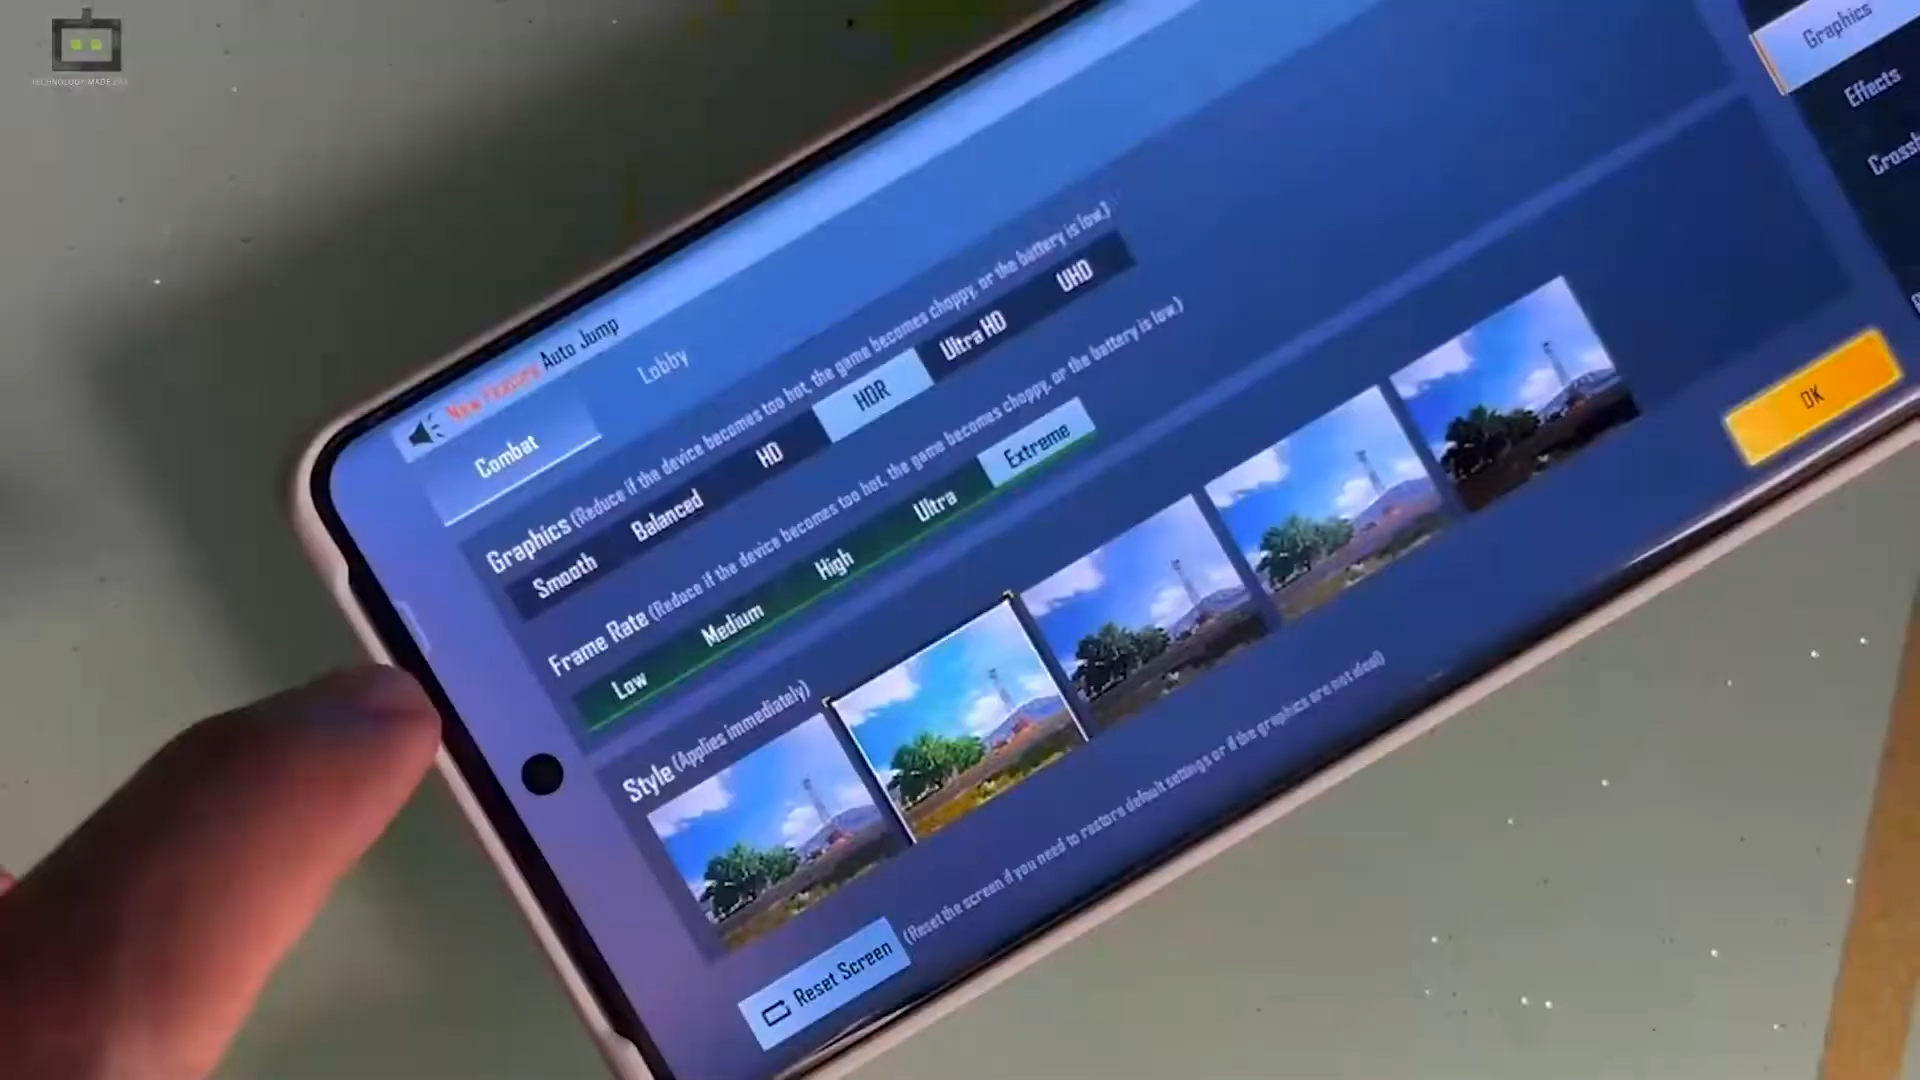 TECHNOLOGY MADE
Graphics
Effects
New Feature Auto Jump
Combat
Lobby
Graphics (Reduce if the device becomes too hot, the game becomes choppy, or the battery is low.)
Smooth Balanced HD HDR Ultra HD UHD
Frame Rate (Reduce if the device becomes too hot, the game becomes choppy, or the battery is low.)
Low Medium High Ultra Extreme
Style (Applies immediately)
Reset Screen (Reset the screen if you need to restore default settings or if the graphics are not ideal)
OK